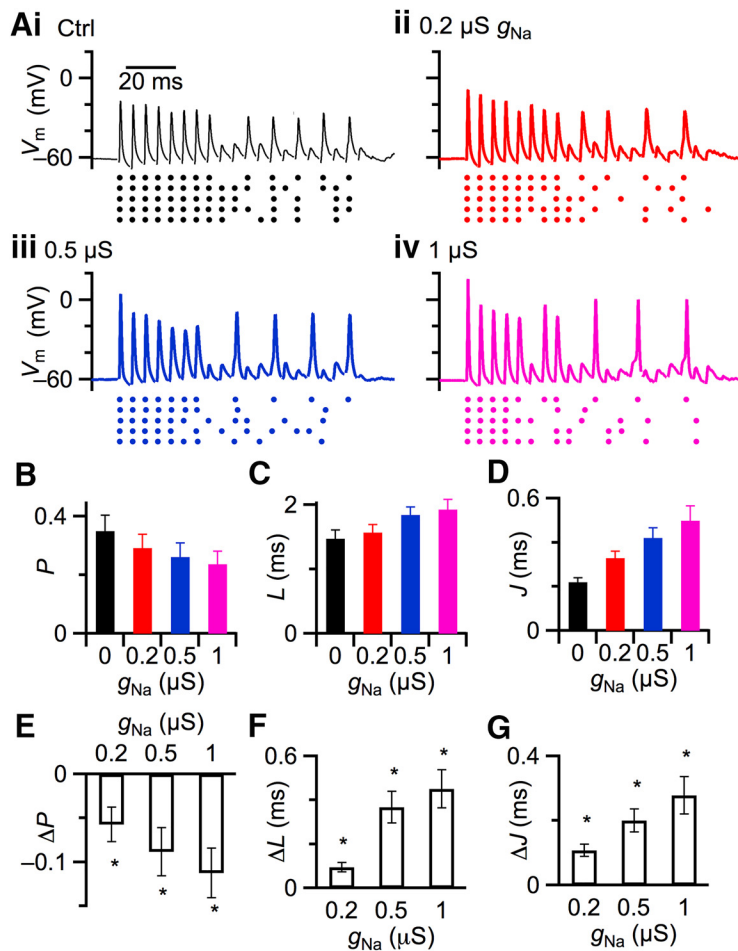 Ai Ctrl
ii 0.2 µS gNa
0
20 ms
Vm (mV)
–60
iii 0.5 µS
iv 1 µS
0
Vm (mV)
–60
B
C
D
0.4
P
0
2
L (ms)
0
0.6
J (ms)
0
0 0.2 0.5 1
0 0.2 0.5 1
0 0.2 0.5 1
gNa (µS)
gNa (µS)
gNa (µS)
E
F
G
gNa (µS)
0.2 0.5 1
0
ΔP
–0.1
* * *
0.6
ΔL (ms)
0
* * *
0.4
ΔJ (ms)
0
* * *
0.2 0.5 1
0.2 0.5 1
gNa (µS)
gNa (µS)